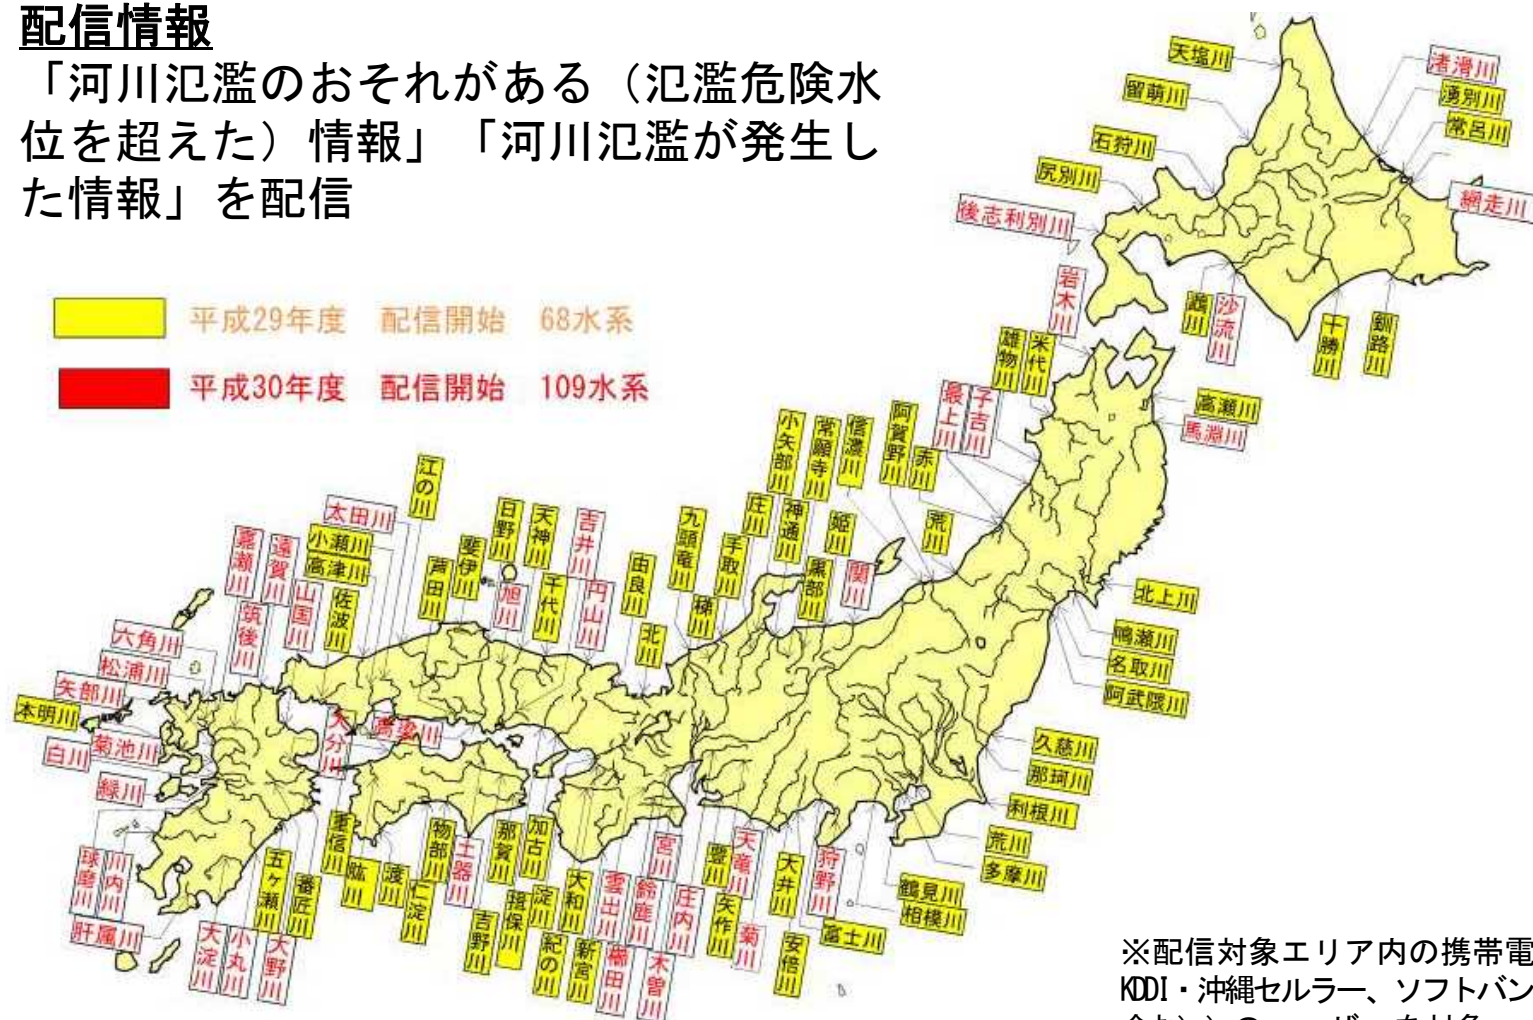 配信情報
「河川氾濫のおそれがある（氾濫危険水
位を超えた）情報」「河川氾濫が発生し
た情報」を配信
平成29年度　配信開始　68水系
平成30年度　配信開始　109水系
天塩川
留萌川
石狩川
尻別川
後志利別川
渚滑川
湧別川
常呂川
網走川
鵡川
沙流川
十勝川
釧路川
岩木川
米代川
雄物川
子吉川
最上川
高瀬川
馬淵川
赤川
阿賀野川
荒川
信濃川
常願寺川
小矢部川
庄川
神通川
姫川
黒部川
関川
九頭竜川
手取川
梯川
由良川
北川
吉井川
円山川
天神川
千代川
日野川
旭川
斐伊川
芦田川
江の川
太田川
小瀬川
高津川
佐波川
嘉瀬川
遠賀川
山国川
筑後川
六角川
松浦川
矢部川
本明川
菊池川
白川
緑川
球磨川
川内川
肝属川
大淀川
小丸川
大野川
五ヶ瀬川
番匠川
大分川
高梁川
重信川
肱川
渡川
仁淀川
物部川
土器川
吉野川
那賀川
揖保川
加古川
淀川
紀の川
大和川
新宮川
雲出川
櫛田川
宮川
鈴鹿川
木曽川
庄内川
豊川
矢作川
天竜川
菊川
大井川
安倍川
狩野川
富士川
北上川
鳴瀬川
名取川
阿武隈川
久慈川
那珂川
利根川
荒川
多摩川
鶴見川
相模川
※配信対象エリア内の携帯電
KDDI・沖縄セルラー、ソフトバン